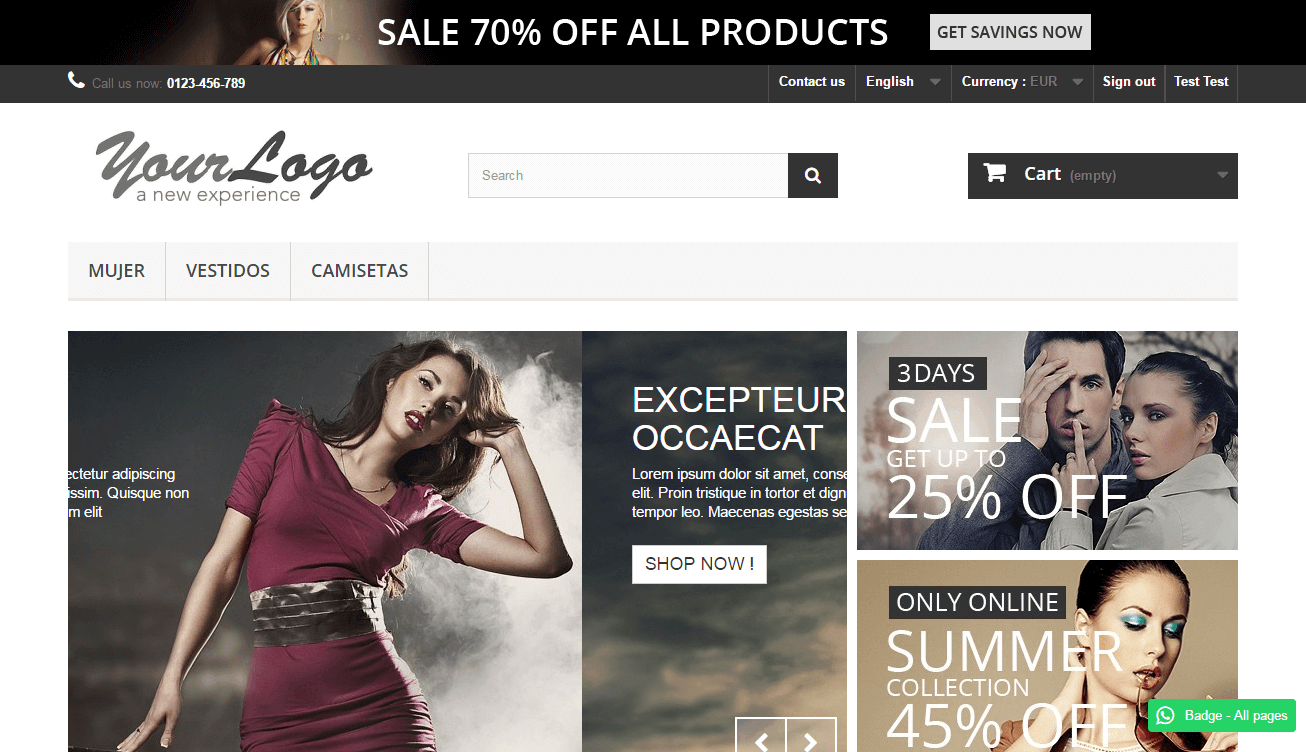 SALE 70% OFF ALL PRODUCTS
GET SAVINGS NOW
Call us now: 0123-456-789
Contact us
English
Currency : EUR
Sign out
Test Test
YourLogo
a new experience
Search
Cart (empty)
MUJER
VESTIDOS
CAMISETAS
ectetur adipiscing
issim. Quisque non
m elit
EXCEPTEUR
OCCAECAT
Lorem ipsum dolor sit amet, conse
elit. Proin tristique in tortor et dign
tempor leo. Maecenas egestas se
SHOP NOW !
3 DAYS
SALE
GET UP TO
25% OFF
ONLY ONLINE
SUMMER
COLLECTION
45% OFF
Badge - All pages